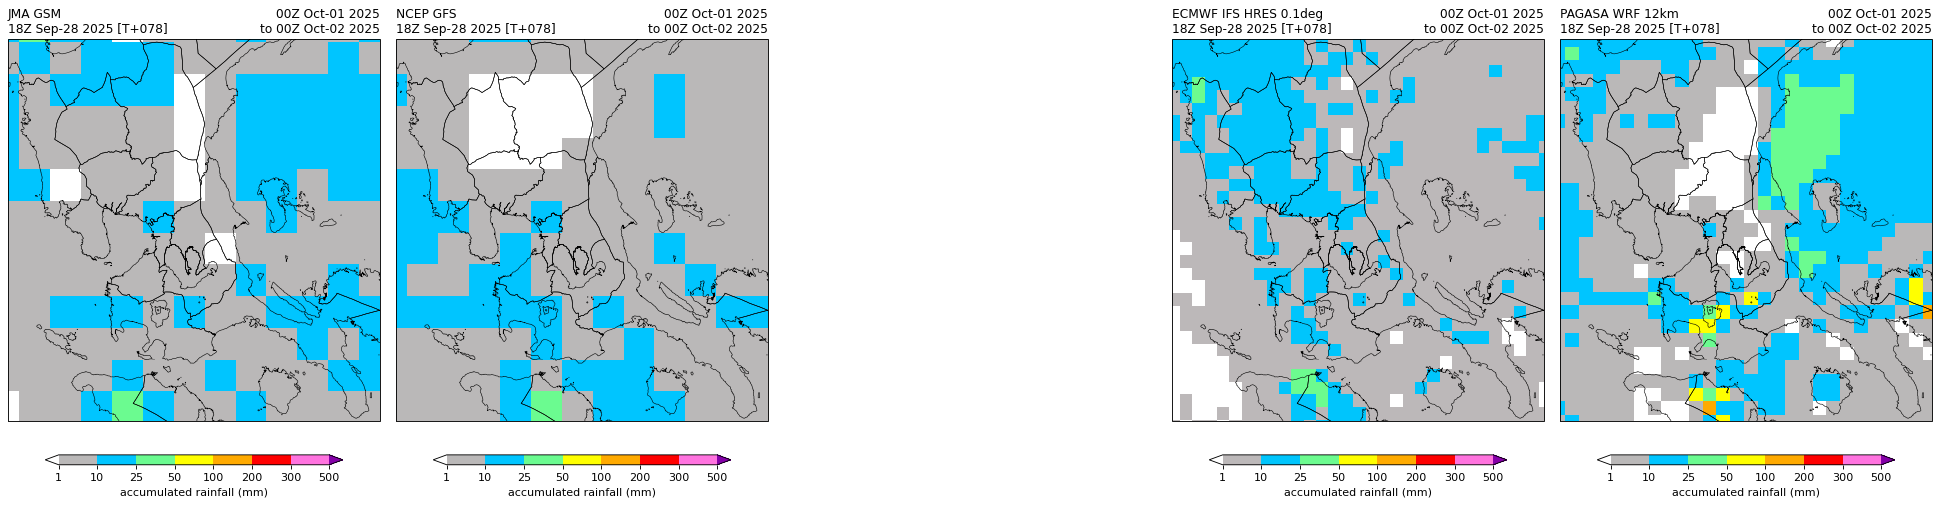 JMA GSM 00Z Oct-01 2025
18Z Sep-28 2025 [T+078] to 00Z Oct-02 2025
NCEP GFS 00Z Oct-01 2025
18Z Sep-28 2025 [T+078] to 00Z Oct-02 2025
ECMWF IFS HRES 0.1deg 00Z Oct-01 2025
18Z Sep-28 2025 [T+078] to 00Z Oct-02 2025
PAGASA WRF 12km 00Z Oct-01 2025
18Z Sep-28 2025 [T+078] to 00Z Oct-02 2025
1 10 25 50 100 200 300 500
accumulated rainfall (mm)
1 10 25 50 100 200 300 500
accumulated rainfall (mm)
1 10 25 50 100 200 300 500
accumulated rainfall (mm)
1 10 25 50 100 200 300 500
accumulated rainfall (mm)